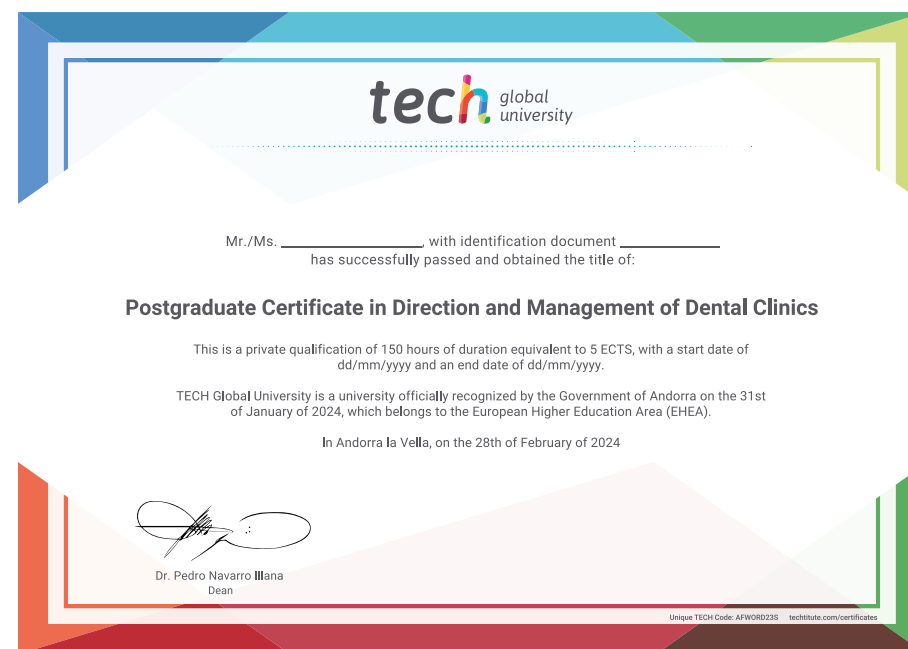 tech global university
Mr./Ms. ____________, with identification document ____________
has successfully passed and obtained the title of:
Postgraduate Certificate in Direction and Management of Dental Clinics
This is a private qualification of 150 hours of duration equivalent to 5 ECTS, with a start date of
dd/mm/yyyy and an end date of dd/mm/yyyy.
TECH Global University is a university officially recognized by the Government of Andorra on the 31st
of January of 2024, which belongs to the European Higher Education Area (EHEA).
In Andorra la Vella, on the 28th of February of 2024
Dr. Pedro Navarro Illana
Dean
Unique TECH Code: AFWORD23S techtitute.com/certificates